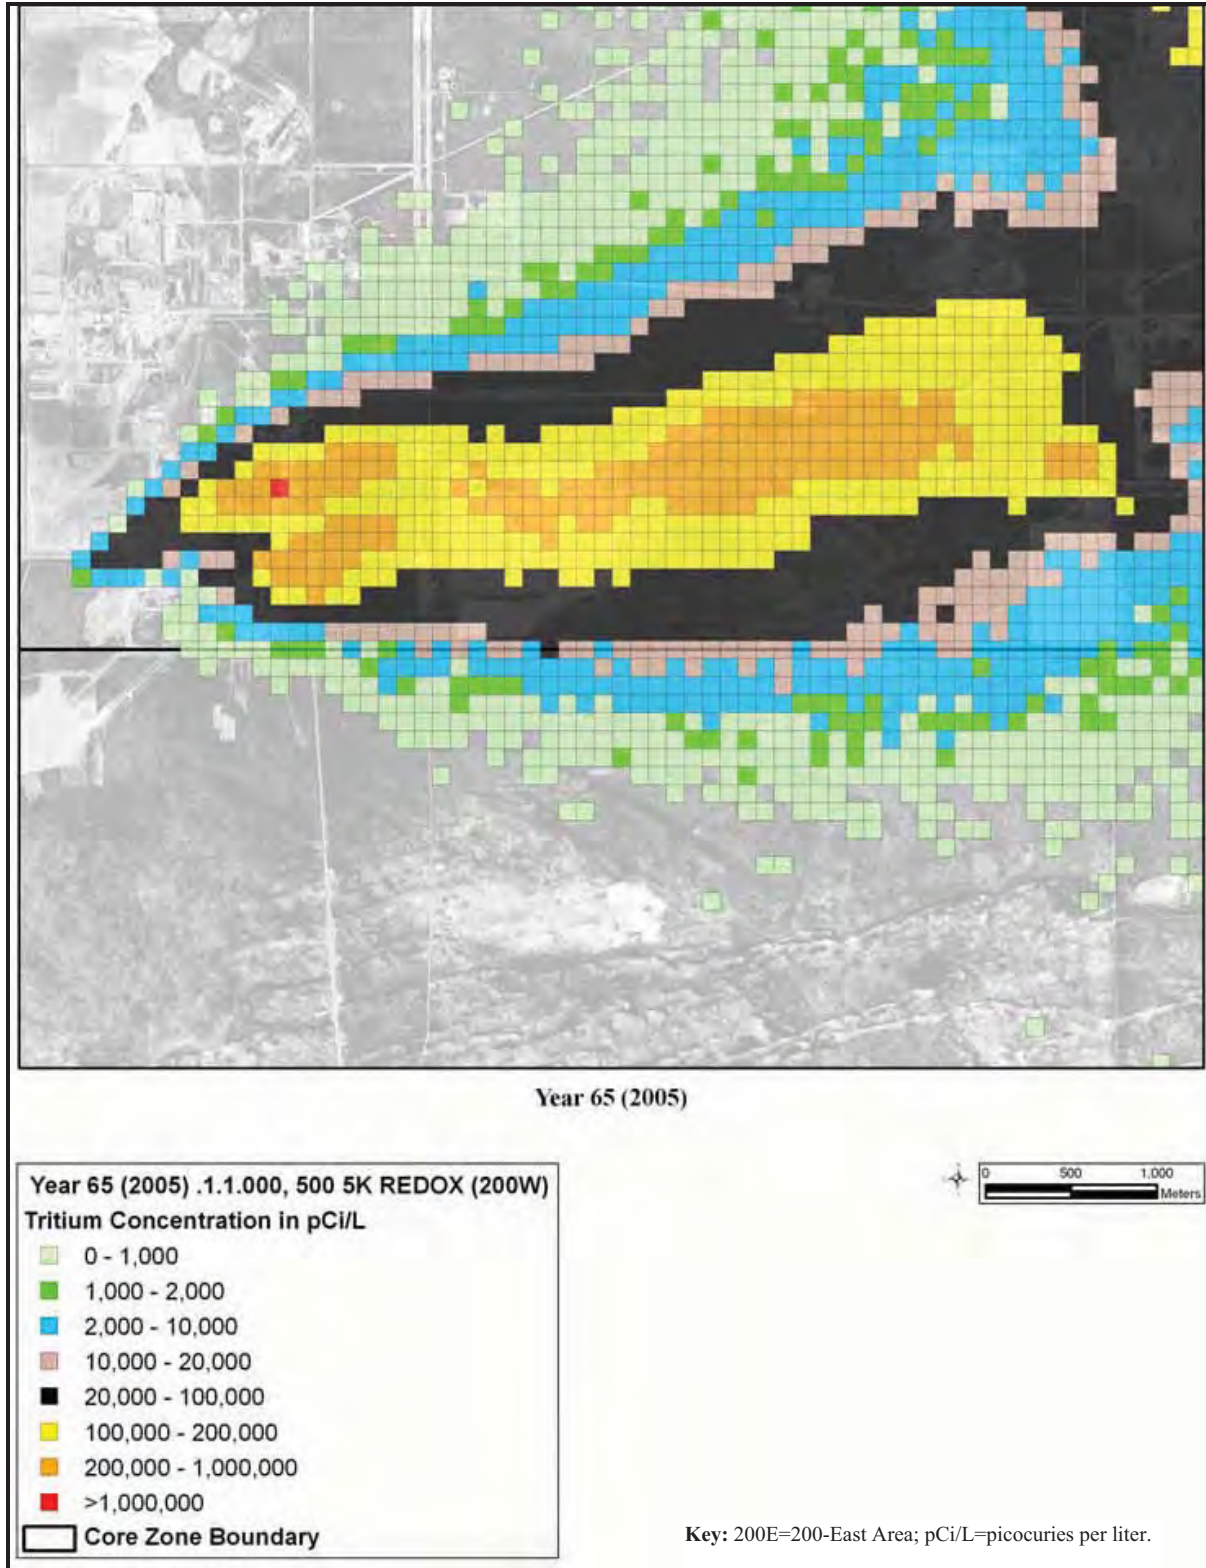 Year 65 (2005)
Year 65 (2005) .1.1.000, 500 5K REDOX (200W)
Tritium Concentration in pCi/L
0 - 1,000
1,000 - 2,000
2,000 - 10,000
10,000 - 20,000
20,000 - 100,000
100,000 - 200,000
200,000 - 1,000,000
>1,000,000
Core Zone Boundary
0 500 1,000
Meters
Key: 200E=200-East Area; pCi/L=picocuries per liter.